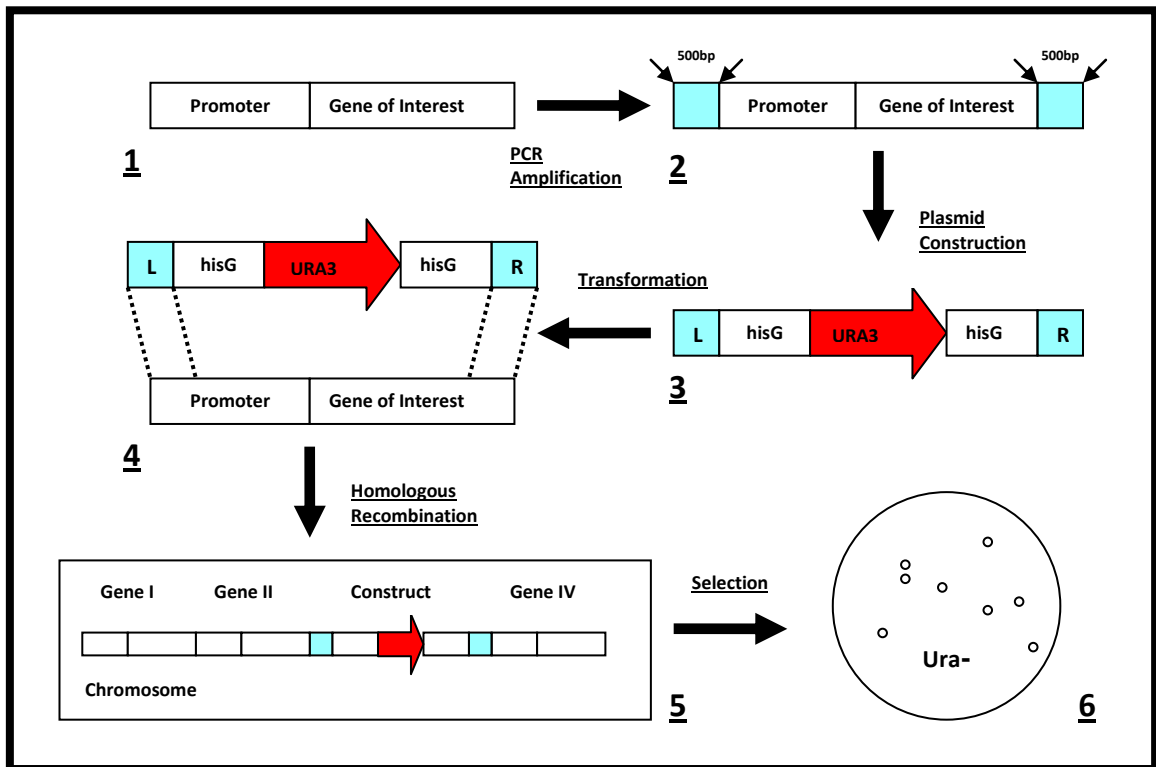 500bp
500bp
Promoter
Gene of Interest
Promoter
Gene of Interest
1
PCR
Amplification
2
Plasmid
Construction
L
hisG
URA3
hisG
R
Transformation
L
hisG
URA3
hisG
R
3
Promoter
Gene of Interest
4
Homologous
Recombination
Gene I
Gene II
Construct
Gene IV
Chromosome
5
Selection
Ura-
6